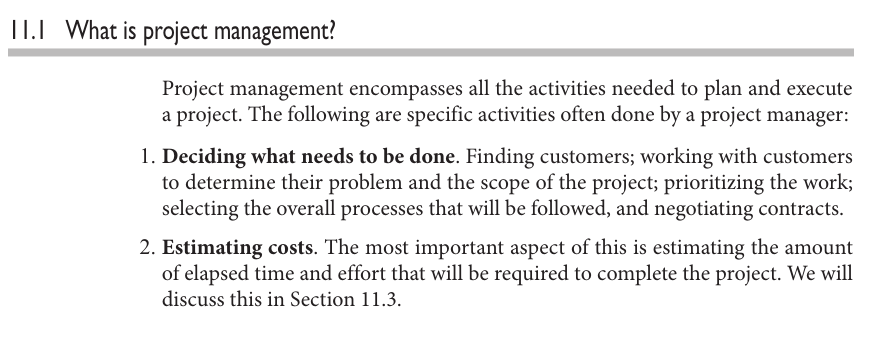 11.1 What is project management?
Project management encompasses all the activities needed to plan and execute
a project. The following are specific activities often done by a project manager:
1. Deciding what needs to be done. Finding customers; working with customers
to determine their problem and the scope of the project; prioritizing the work;
selecting the overall processes that will be followed, and negotiating contracts.
2. Estimating costs. The most important aspect of this is estimating the amount
of elapsed time and effort that will be required to complete the project. We will
discuss this in Section 11.3.